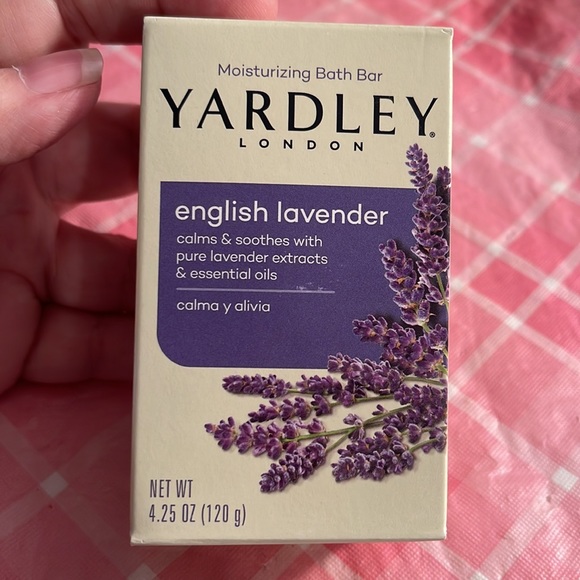 Moisturizing Bath Bar
YARDLEY®
LONDON
english lavender
calms & soothes with
pure lavender extracts
& essential oils
calma y alivia
NET WT
4.25 OZ (120 g)